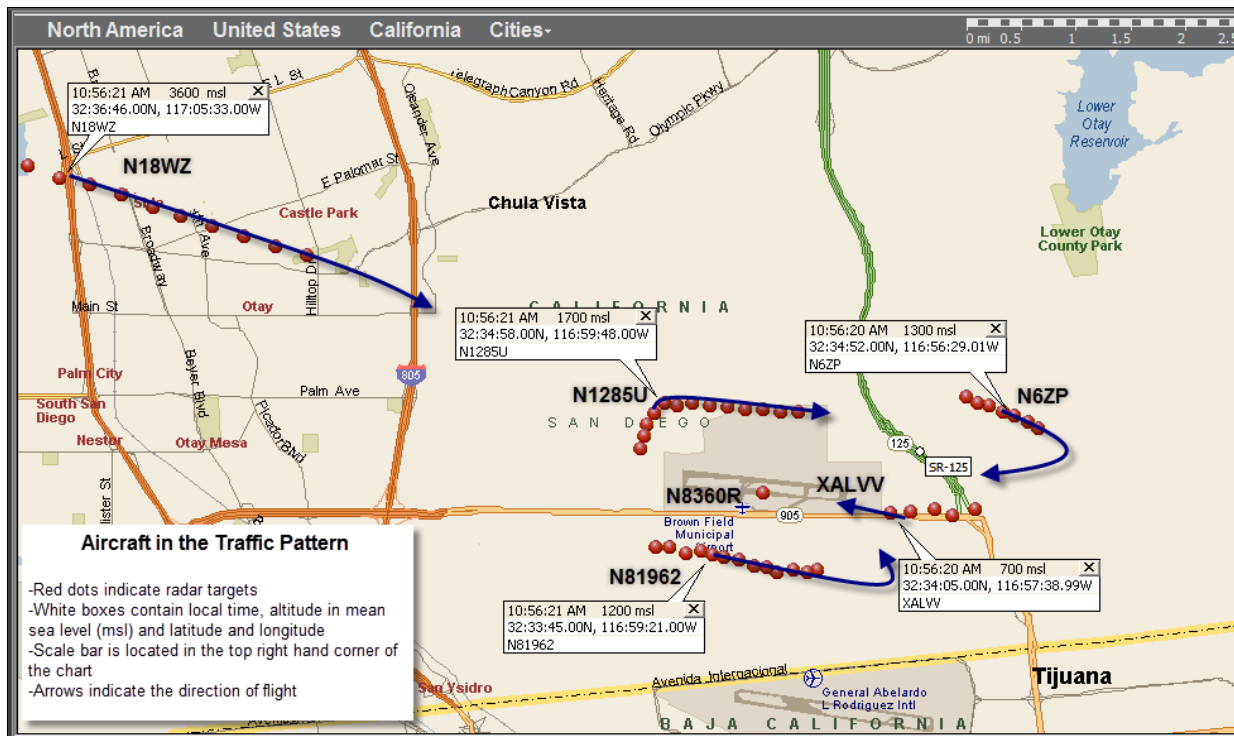 North America United States California Cities
0 mi 0.5 1 1.5 2 2.5
L St
Telegraph Canyon Rd
Heritage Rd
Olympic Pkwy
Oleander Ave
Lower
Otay
Reservoir
10:56:21 AM 3600 msl
32:36:46.00N, 117:05:33.00W
N18WZ
N18WZ
E Palomar St
Castle Park
Chula Vista
Lower Otay
County Park
Broadway
Hilltop Dr
Main St
Otay
CALIFORNIA
10:56:21 AM 1700 msl
32:34:58.00N, 116:59:48.00W
N1285U
10:56:20 AM 1300 msl
32:34:52.00N, 116:56:29.01W
N6ZP
Beyer Blvd
Palm City
805
Palm Ave
N1285U
N6ZP
South San
Diego
Picador Blvd
SAN DIEGO
Nestor
Otay Mesa
125
SR-125
N8360R
XALVV
905
Brown Field
Municipal
Airport
N81962
10:56:20 AM 700 msl
32:34:05.00N, 116:57:38.99W
XALVV
10:56:21 AM 1200 msl
32:33:45.00N, 116:59:21.00W
N81962
Aircraft in the Traffic Pattern
-Red dots indicate radar targets
-White boxes contain local time, altitude in mean
sea level (msl) and latitude and longitude
-Scale bar is located in the top right hand corner of
the chart
-Arrows indicate the direction of flight
San Ysidro
Avenida Internacional
General Abelardo
L Rodriguez Intl
Tijuana
BAJA CALIFORNIA